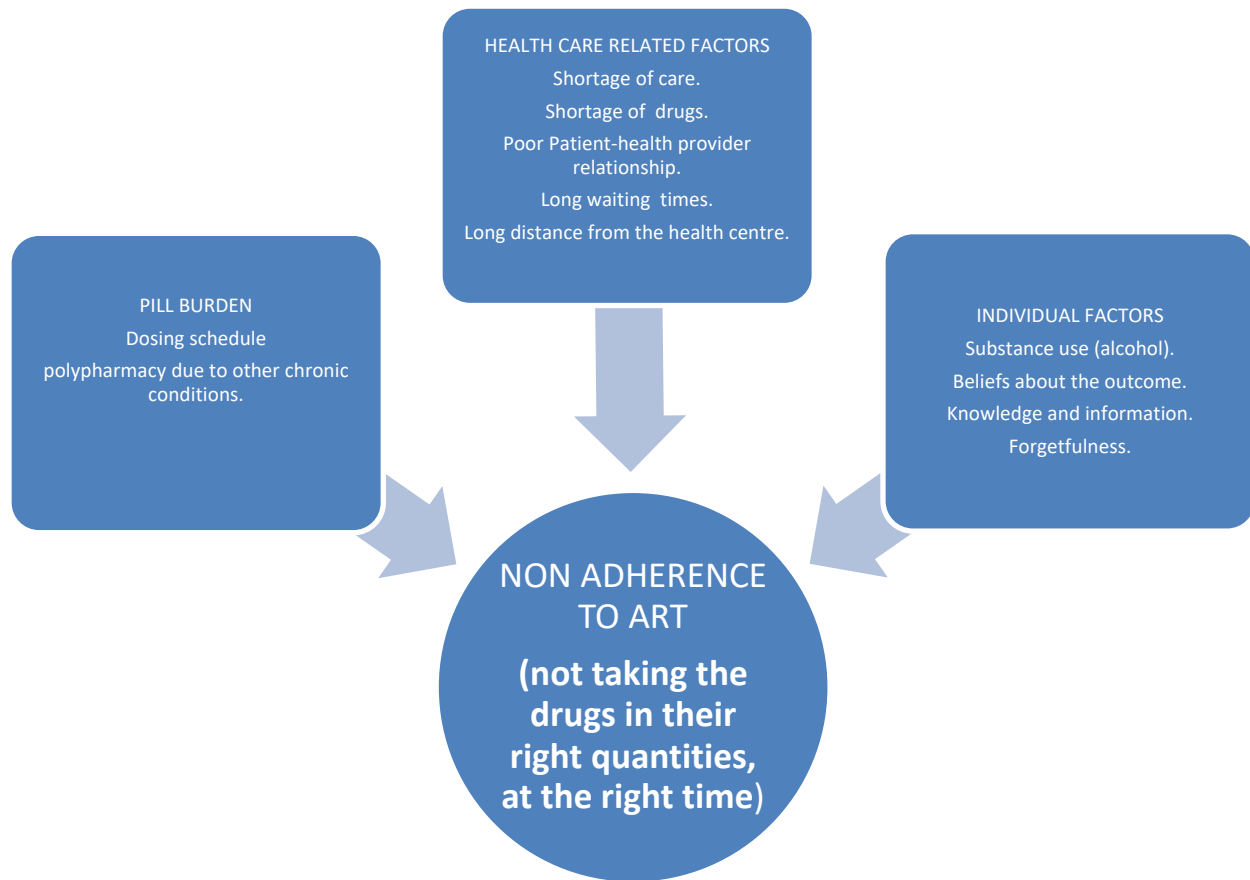 HEALTH CARE RELATED FACTORS
Shortage of care.
Shortage of drugs.
Poor Patient-health provider
relationship.
Long waiting times.
Long distance from the health centre.
PILL BURDEN
Dosing schedule
polypharmacy due to other chronic
conditions.
INDIVIDUAL FACTORS
Substance use (alcohol).
Beliefs about the outcome.
Knowledge and information.
Forgetfulness.
NON ADHERENCE
TO ART
(not taking the
drugs in their
right quantities,
at the right time)